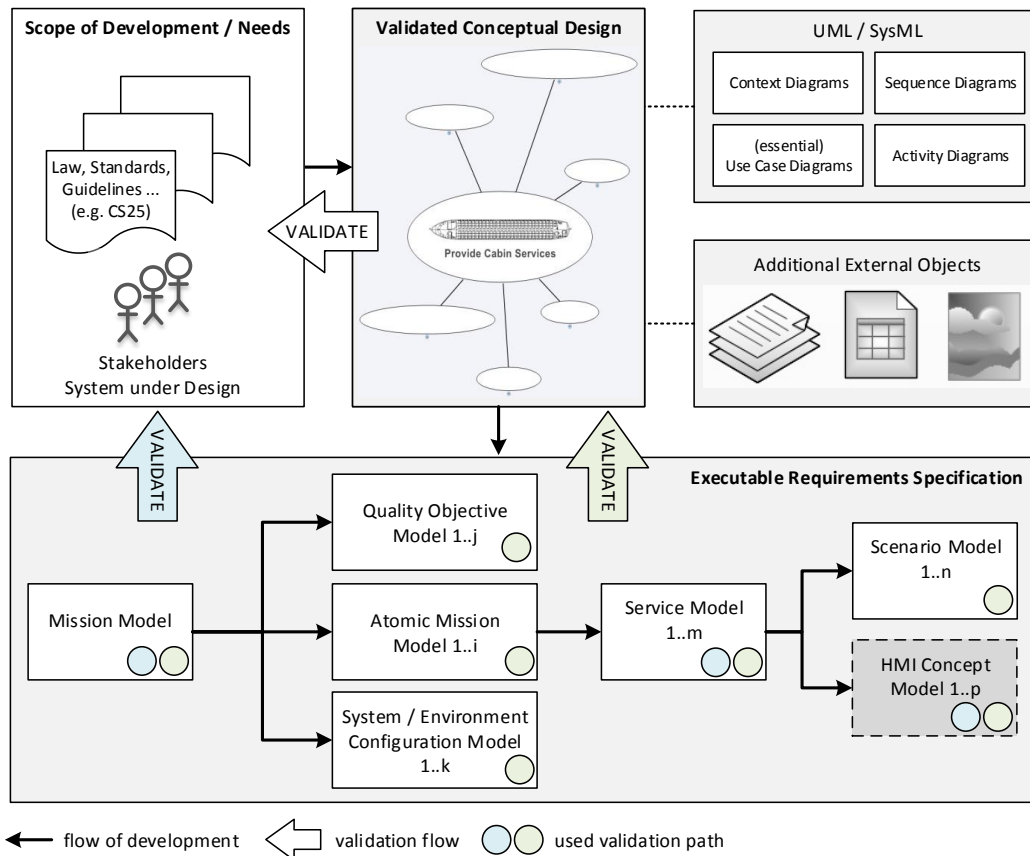 Scope of Development / Needs
Law, Standards,
Guidelines ...
(e.g. CS25)
Stakeholders
System under Design
VALIDATE
Validated Conceptual Design
Provide Cabin Services
UML / SysML
Context Diagrams
Sequence Diagrams
(essential)
Use Case Diagrams
Activity Diagrams
Additional External Objects
VALIDATE
VALIDATE
Executable Requirements Specification
Mission Model
Quality Objective
Model 1..j
Atomic Mission
Model 1..i
System / Environment
Configuration Model
1..k
Service Model
1..m
Scenario Model
1..n
HMI Concept
Model 1..p
flow of development
validation flow
used validation path